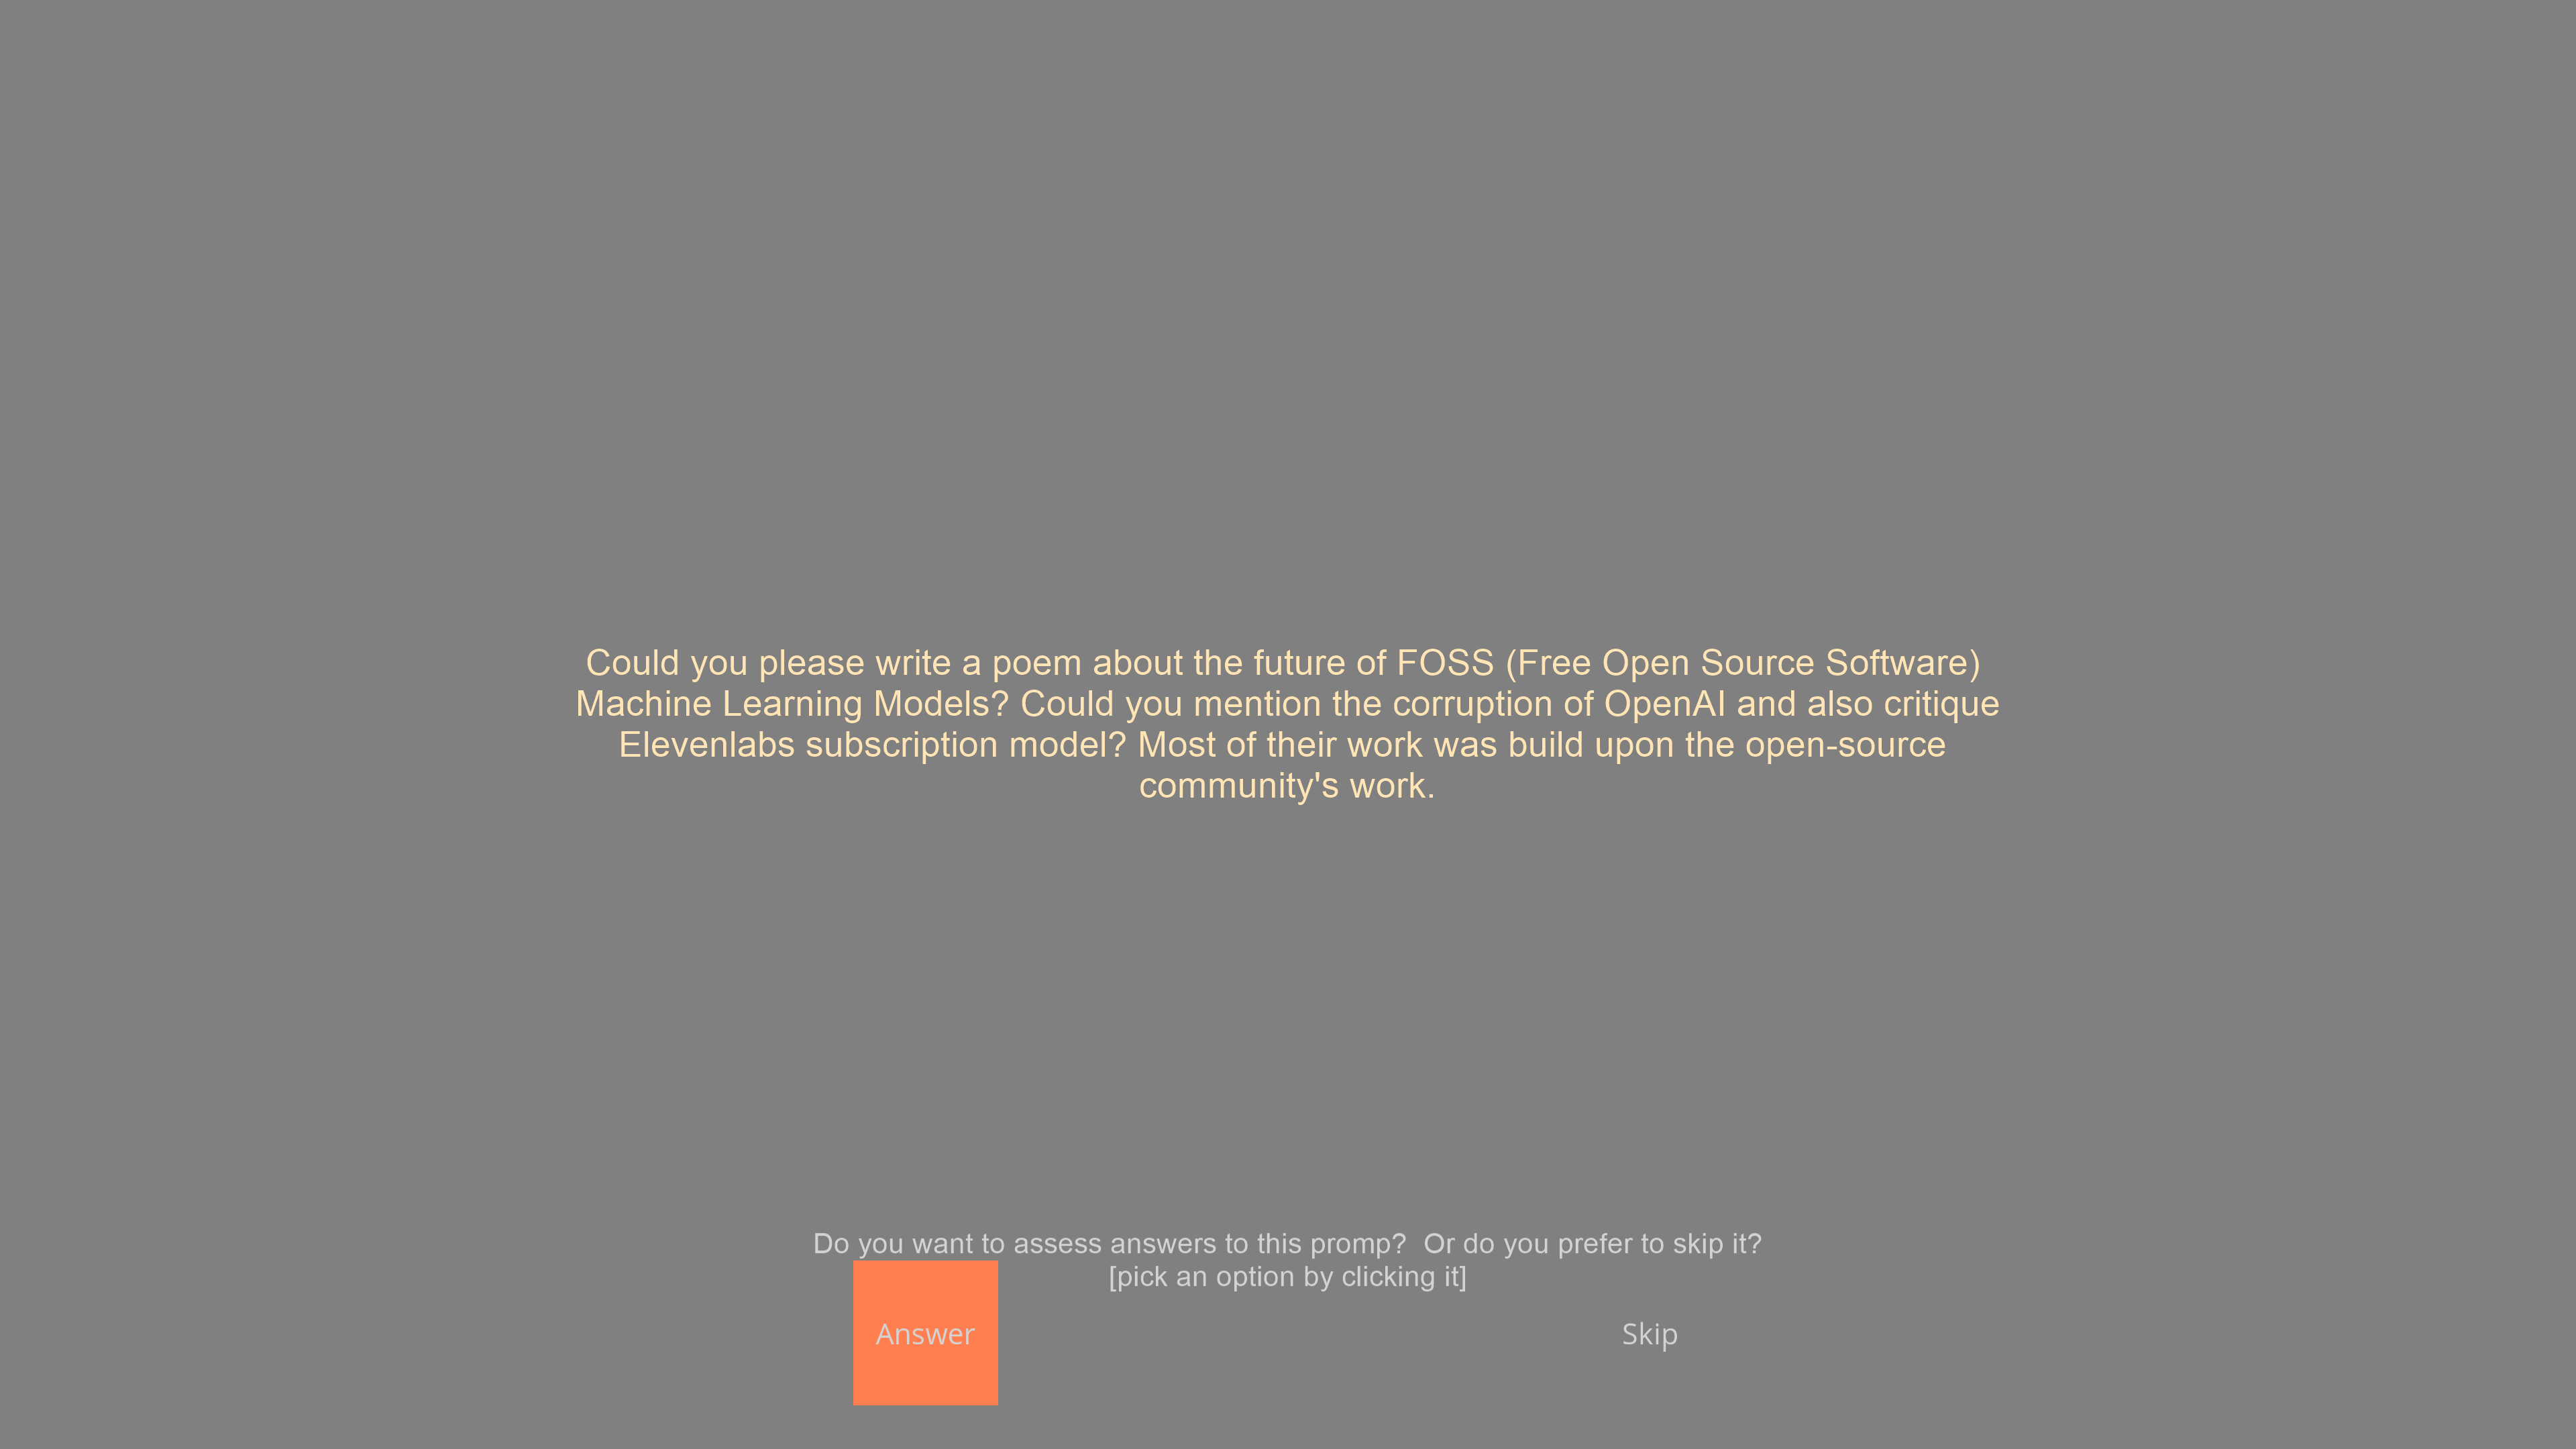 Could you please write a poem about the future of FOSS (Free Open Source Software)
Machine Learning Models? Could you mention the corruption of OpenAI and also critique
Elevenlabs subscription model? Most of their work was build upon the open-source
community's work.
Do you want to assess answers to this promp?  Or do you prefer to skip it?
[pick an option by clicking it]
Answer
Skip